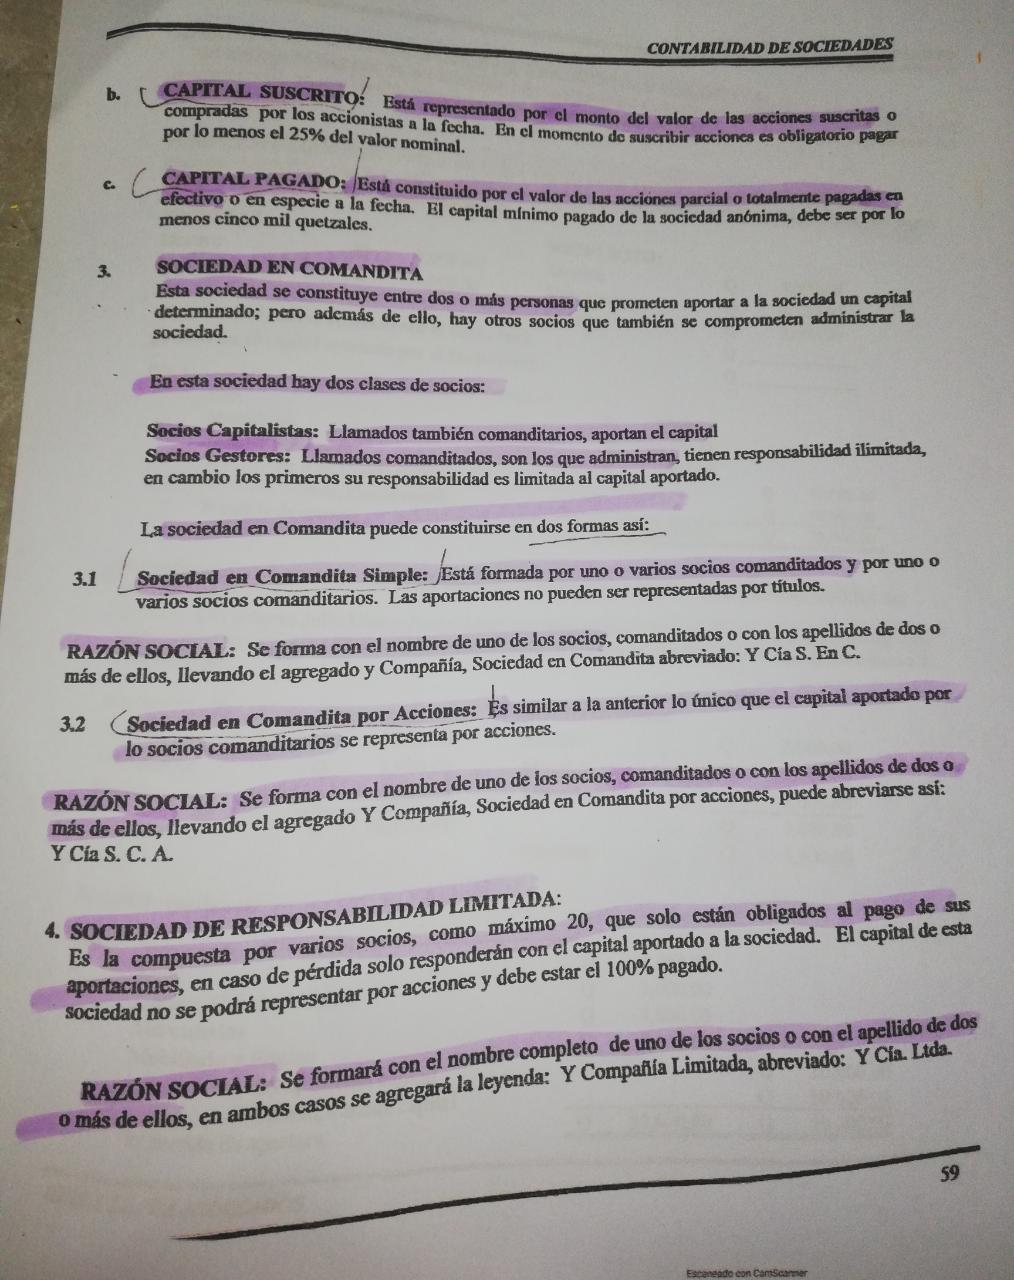 CONTABILIDAD DE SOCIEDADES
b. CAPITAL SUSCRITO: Está representado por el monto del valor de las acciones suscritas o
compradas por los accionistas a la fecha. En el momento de suscribir acciones es obligatorio pagar
por lo menos el 25% del valor nominal.
c. CAPITAL PAGADO: Está constituido por el valor de las acciones parcial o totalmente pagadas en
efectivo o en especie a la fecha. El capital mínimo pagado de la sociedad anónima, debe ser por lo
menos cinco mil quetzales.
3. SOCIEDAD EN COMANDITA
Esta sociedad se constituye entre dos o más personas que prometen aportar a la sociedad un capital
determinado; pero además de ello, hay otros socios que también se comprometen administrar la
sociedad.
En esta sociedad hay dos clases de socios:
Socios Capitalistas: Llamados también comanditarios, aportan el capital
Socios Gestores: Llamados comanditados, son los que administran, tienen responsabilidad ilimitada,
en cambio los primeros su responsabilidad es limitada al capital aportado.
La sociedad en Comandita puede constituirse en dos formas así:
3.1 Sociedad en Comandita Simple: Está formada por uno o varios socios comanditados y por uno o
varios socios comanditarios. Las aportaciones no pueden ser representadas por títulos.
RAZÓN SOCIAL: Se forma con el nombre de uno de los socios, comanditados o con los apellidos de dos o
más de ellos, llevando el agregado y Compañía, Sociedad en Comandita abreviado: Y Cía S. En C.
3.2 Sociedad en Comandita por Acciones: Es similar a la anterior lo único que el capital aportado por
lo socios comanditarios se representa por acciones.
RAZÓN SOCIAL: Se forma con el nombre de uno de los socios, comanditados o con los apellidos de dos o
más de ellos, llevando el agregado Y Compañía, Sociedad en Comandita por acciones, puede abreviarse así:
Y Cía S. C. A.
4. SOCIEDAD DE RESPONSABILIDAD LIMITADA:
Es la compuesta por varios socios, como máximo 20, que solo están obligados al pago de sus
aportaciones, en caso de pérdida solo responderán con el capital aportado a la sociedad. El capital de esta
sociedad no se podrá representar por acciones y debe estar el 100% pagado.
RAZÓN SOCIAL: Se formará con el nombre completo de uno de los socios o con el apellido de dos
o más de ellos, en ambos casos se agregará la leyenda: Y Compañía Limitada, abreviado: Y Cía. Ltda.
59
Escaneado con CamScanner